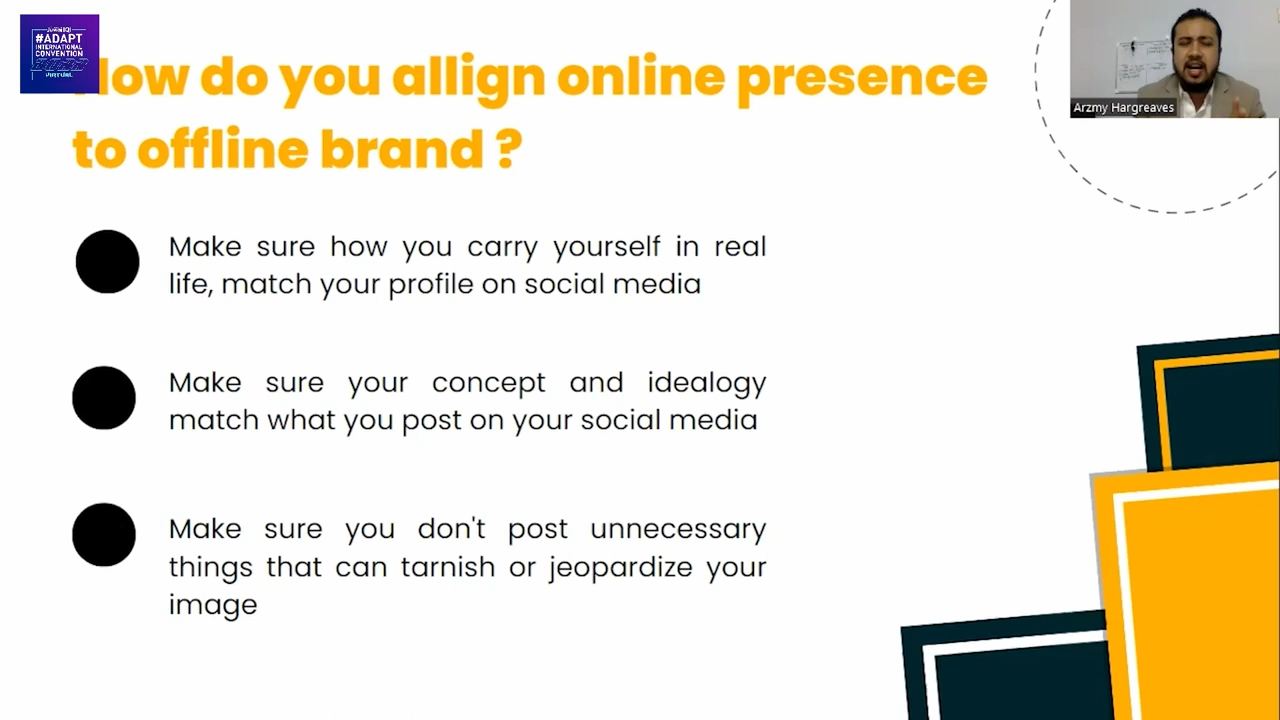 #ADAPT
INTERNATIONAL
CONVENTION
VIRTUAL
How do you allign online presence
to offline brand ?
Arzmy Hargreaves
Make sure how you carry yourself in real
life, match your profile on social media
Make sure your concept and idealogy
match what you post on your social media
Make sure you don't post unnecessary
things that can tarnish or jeopardize your
image